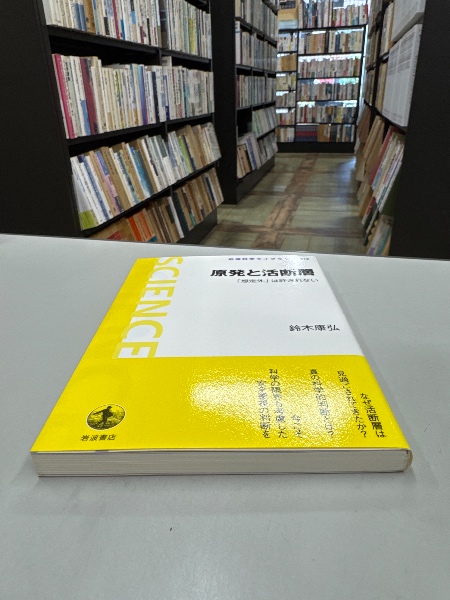 岩波科学ライブラリー
SCIENCE
原発と活断層
「想定外」は許されない
鈴木康弘
なぜ活断層は
見過ごされてきたか?
真の科学的判断とは?
今こそ
科学の限界も考慮した
安全重視の判断を
岩波書店